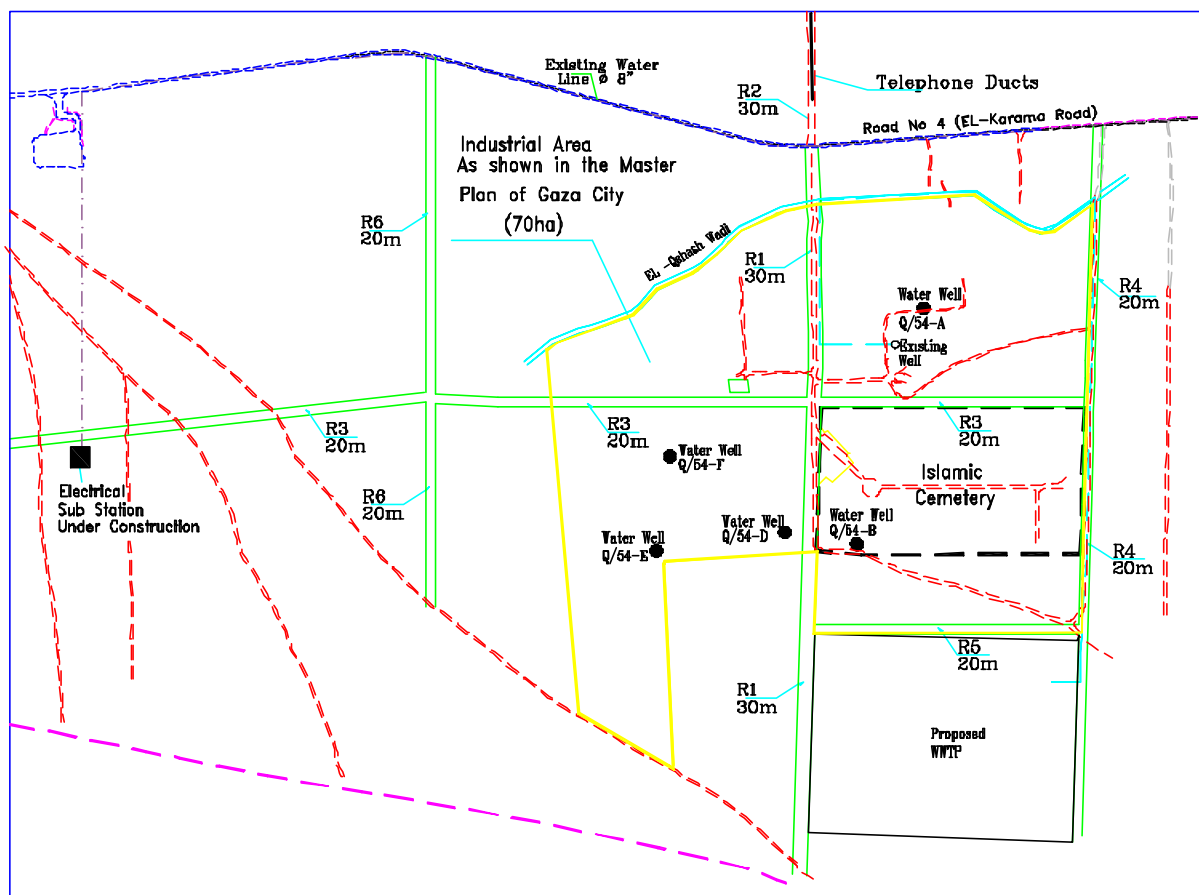 Existing Water
Line ø 8"
R2
30m
Telephone Ducts
Road No 4 (EL-Karama Road)
Industrial Area
As shown in the Master
Plan of Gaza City
(70ha)
R6
20m
EL -Qahash Wadi
R1
30m
Water Well
Q/54-A
Existing
Well
R4
20m
R3
20m
R3
20m
R3
20m
Water Well
Q/54-F
Islamic
Cemetery
Electrical
Sub Station
Under Construction
R6
20m
Water Well
Q/54-E
Water Well
Q/54-D
Water Well
Q/54-B
R4
20m
R5
20m
R1
30m
Proposed
WWTP